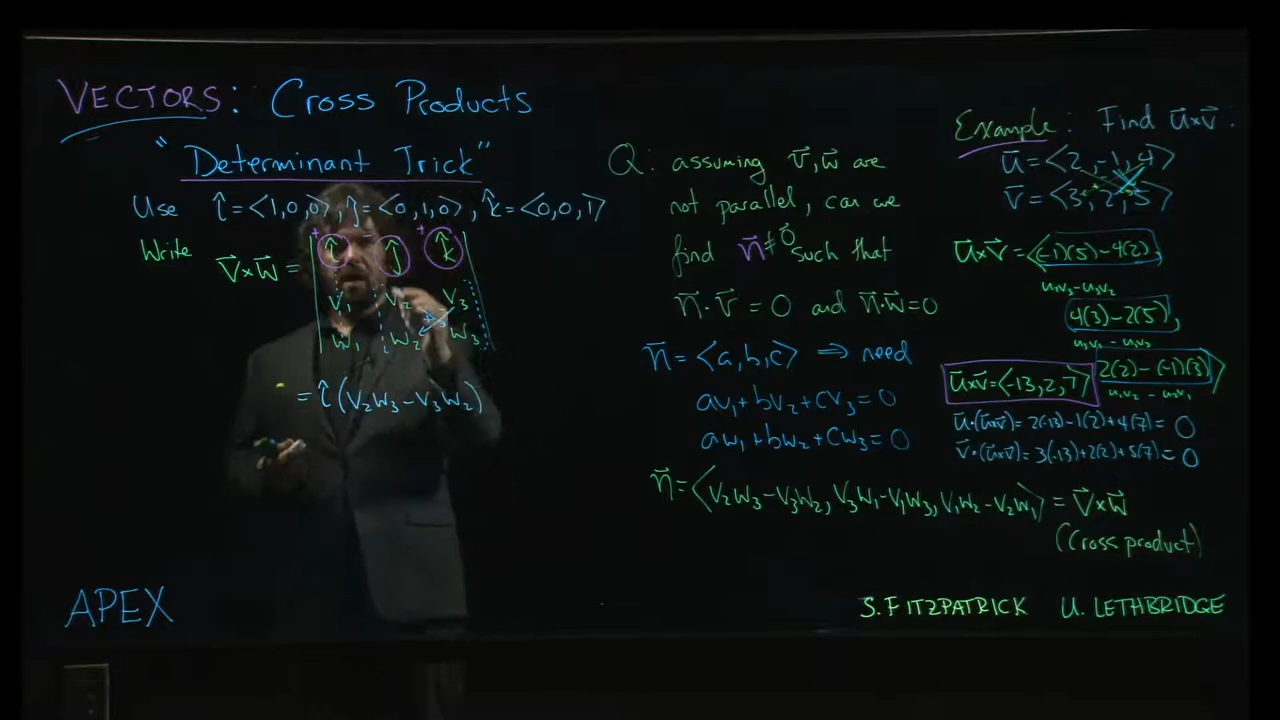 VECTORS: Cross Products
"Determinant Trick"
Use î=<1,0,0>, ĵ=<0,1,0>, k̂=<0,0,1>
Write
v⃗×w⃗ =
+ - +
î ĵ k̂
v₁ v₂ v₃
w₁ w₂ w₃
= î(v₂w₃-v₃w₂)
APEX
Q: assuming v⃗,w⃗ are
not parallel, can we
find n⃗≠0⃗ such that
n⃗·v⃗=0 and n⃗·w⃗=0
n⃗=<a,b,c> ⇒ need
av₁+bv₂+cv₃=0
aw₁+bw₂+cw₃=0
n⃗=<v₂w₃-v₃w₂, v₃w₁-v₁w₃, v₁w₂-v₂w₁> = v⃗×w⃗
(cross product)
Example: Find u⃗×v⃗:
u⃗=<2,-1,4>
v⃗=<3,2,5>
u⃗×v⃗=<(-1)(5)-4(2),
u₂v₃-u₃v₂
4(3)-2(5),
u₃v₁-u₁v₃
2(2)-(-1)(3)>
u₁v₂-u₂v₁
u⃗×v⃗=<-13,2,7>
u⃗·(u⃗×v⃗)=2(-13)-1(2)+4(7)=0
v⃗·(u⃗×v⃗)=3(-13)+2(2)+5(7)=0
S. FITZPATRICK U. LETHBRIDGE